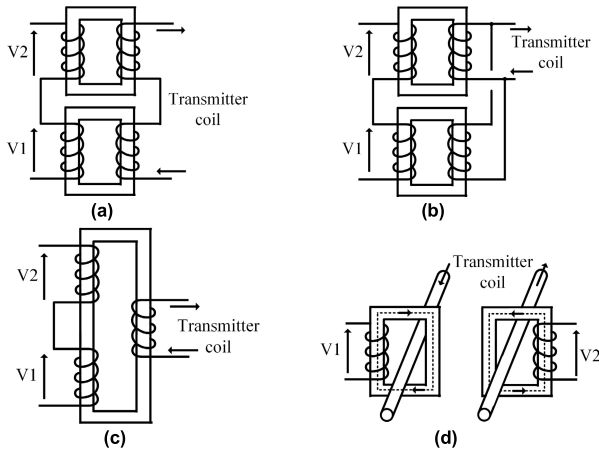 V2
Transmitter
coil
V1
(a)
V2
Transmitter
coil
V1
(b)
V2
Transmitter
coil
V1
(c)
Transmitter
coil
V1
V2
(d)